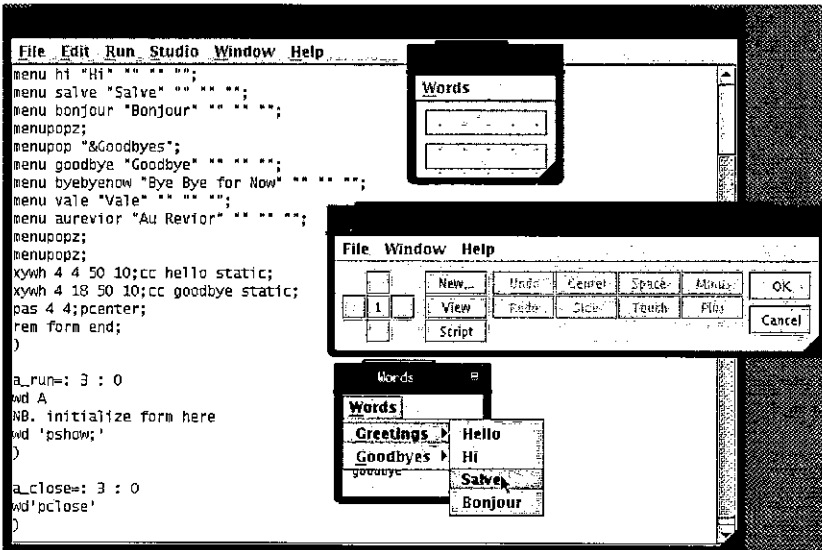 File Edit Run Studio Window Help
menu hi "Hi" "" "" "";
menu salve "Salve" "" "" "";
menu bonjour "Bonjour" "" "" "";
menupopz;
menupop "&Goodbyes";
menu goodbye "Goodbye" "" "" "";
menu byebyenow "Bye Bye for Now" "" "" "";
menu vale "Vale" "" "" "";
menu aurevior "Au Revior" "" "" "";
menupopz;
menupopz;
xywh 4 4 50 10;cc hello static;
xywh 4 18 50 10;cc goodbye static;
pas 4 4;pcenter;
rem form end;
)
a_run=: 3 : 0
wd A
NB. initialize form here
wd 'pshow;'
)
a_close=: 3 : 0
wd'pclose'
)
Words
File Window Help
New... Undo Center Space Minus OK
1 View Redo Size Touch Plus Cancel
Script
Words
Words
Greetings Hello
Goodbyes Hi
goodbye Salve
Bonjour